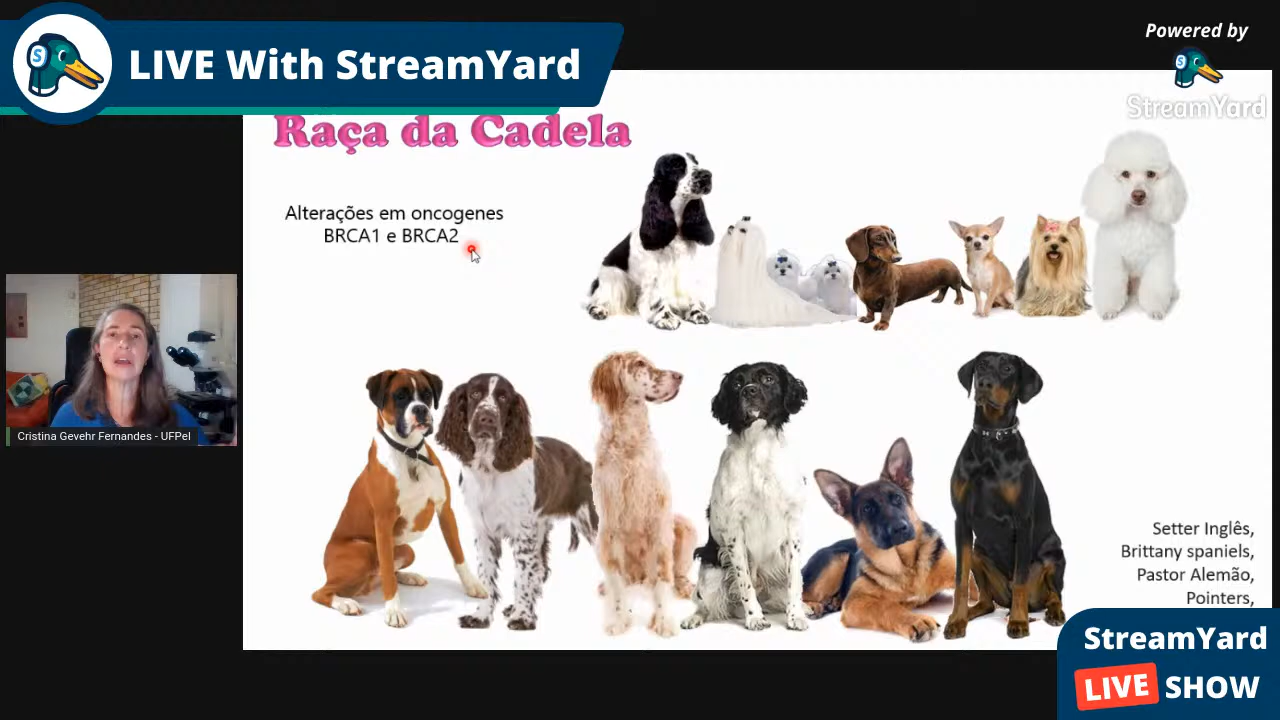 LIVE With StreamYard
Powered by
StreamYard
Raça da Cadela
Alterações em oncogenes
BRCA1 e BRCA2
Cristina Gevehr Fernandes - UFPel
Setter Inglês,
Brittany spaniels,
Pastor Alemão,
Pointers,
StreamYard
LIVE SHOW